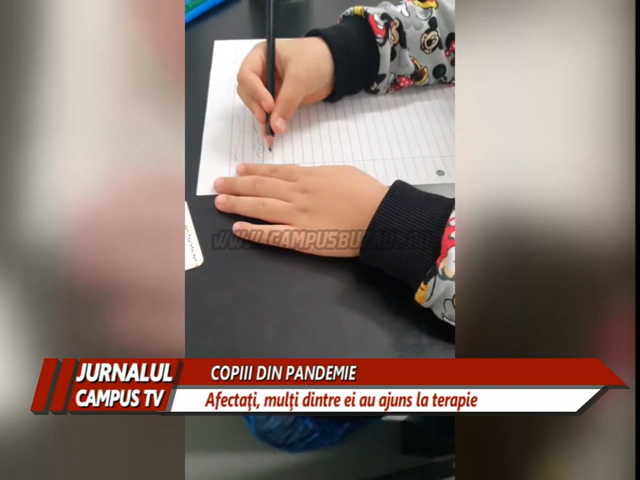 WWW.CAMPUSBUZAU.RO
JURNALUL
CAMPUS TV
COPIII DIN PANDEMIE
Afectați, mulți dintre ei au ajuns la terapie